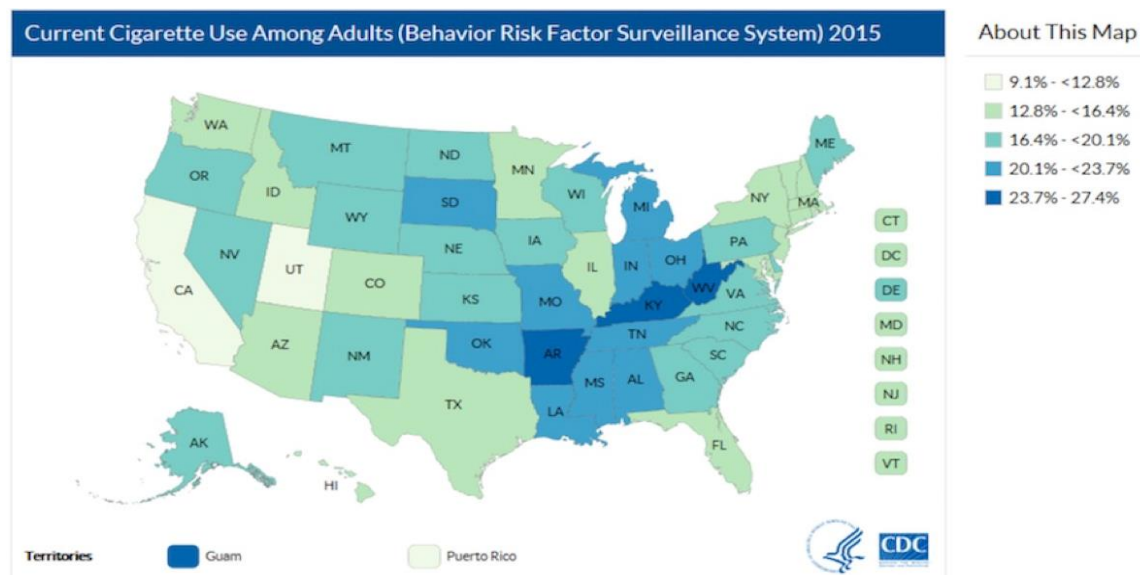 Current Cigarette Use Among Adults (Behavior Risk Factor Surveillance System) 2015
About This Map
9.1% - <12.8%
12.8% - <16.4%
16.4% - <20.1%
20.1% - <23.7%
23.7% - 27.4%
WA
MT
ND
MN
ME
OR
ID
SD
WI
MI
NY
MA
WY
NE
IA
PA
NV
UT
CO
KS
IL
IN
OH
WV
VA
CA
MO
KY
NC
AZ
NM
OK
AR
TN
SC
TX
MS
AL
GA
LA
FL
AK
HI
CT
DC
DE
MD
NH
NJ
RI
VT
Territories
Guam
Puerto Rico
CDC